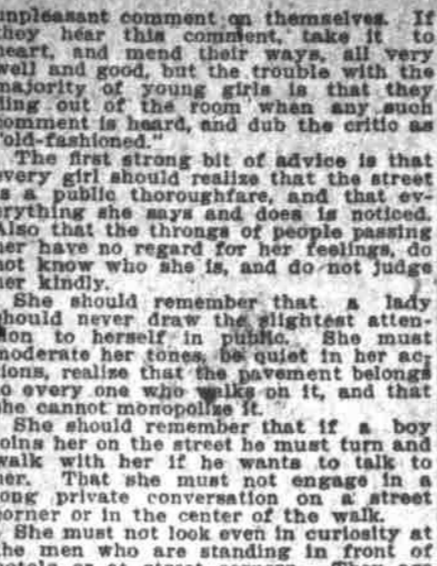 unpleasant comment on themselves. If
they hear this comment, take it to
heart, and mend their ways, all very
well and good, but the trouble with the
majority of young girls is that they
fling out of the room when any such
comment is heard, and dub the critic as
"old-fashioned."
The first strong bit of advice is that
every girl should realize that the street
is a public thoroughfare, and that ev-
erything she says and does is noticed.
Also that the throngs of people passing
her have no regard for her feelings, do
not know who she is, and do not judge
her kindly.
She should remember that a lady
should never draw the slightest atten-
tion to herself in public. She must
moderate her tones, be quiet in her ac-
tions, realize that the pavement belongs
to every one who walks on it, and that
she cannot monopolize it.
She should remember that if a boy
joins her on the street he must turn and
walk with her if he wants to talk to
her. That she must not engage in a
long private conversation on a street
corner or in the center of the walk.
She must not look even in curiosity at
the men who are standing in front of